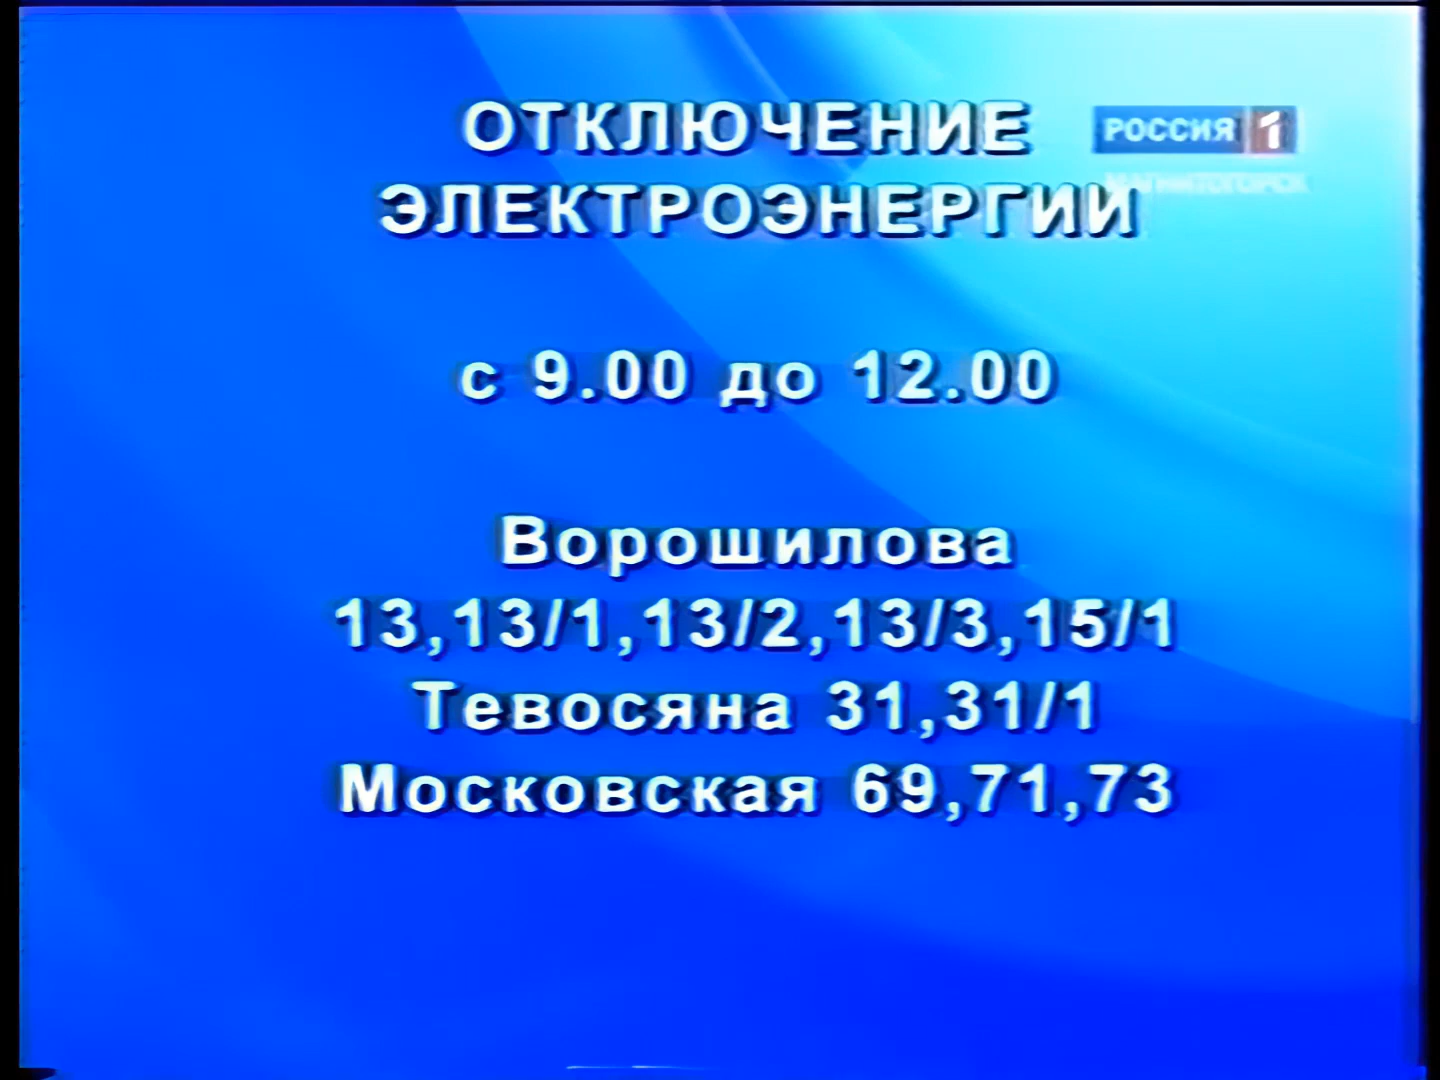 ОТКЛЮЧЕНИЕ
РОССИЯ 1
МАГНИТОГОРСК
ЭЛЕКТРОЭНЕРГИИ
с 9.00 до 12.00
Ворошилова
13,13/1,13/2,13/3,15/1
Тевосяна 31,31/1
Московская 69,71,73